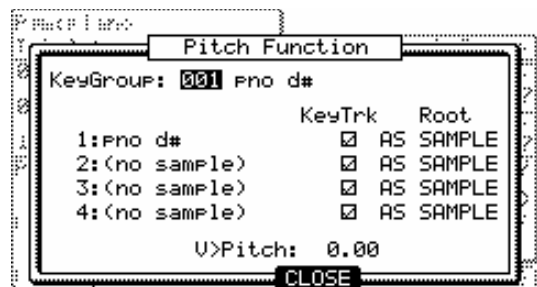 Pitch Function
KeyGroup: 001 pno d#
KeyTrk Root
1:pno d# ☑ AS SAMPLE
2:(no sample) ☑ AS SAMPLE
3:(no sample) ☑ AS SAMPLE
4:(no sample) ☑ AS SAMPLE
V>Pitch: 0.00
CLOSE